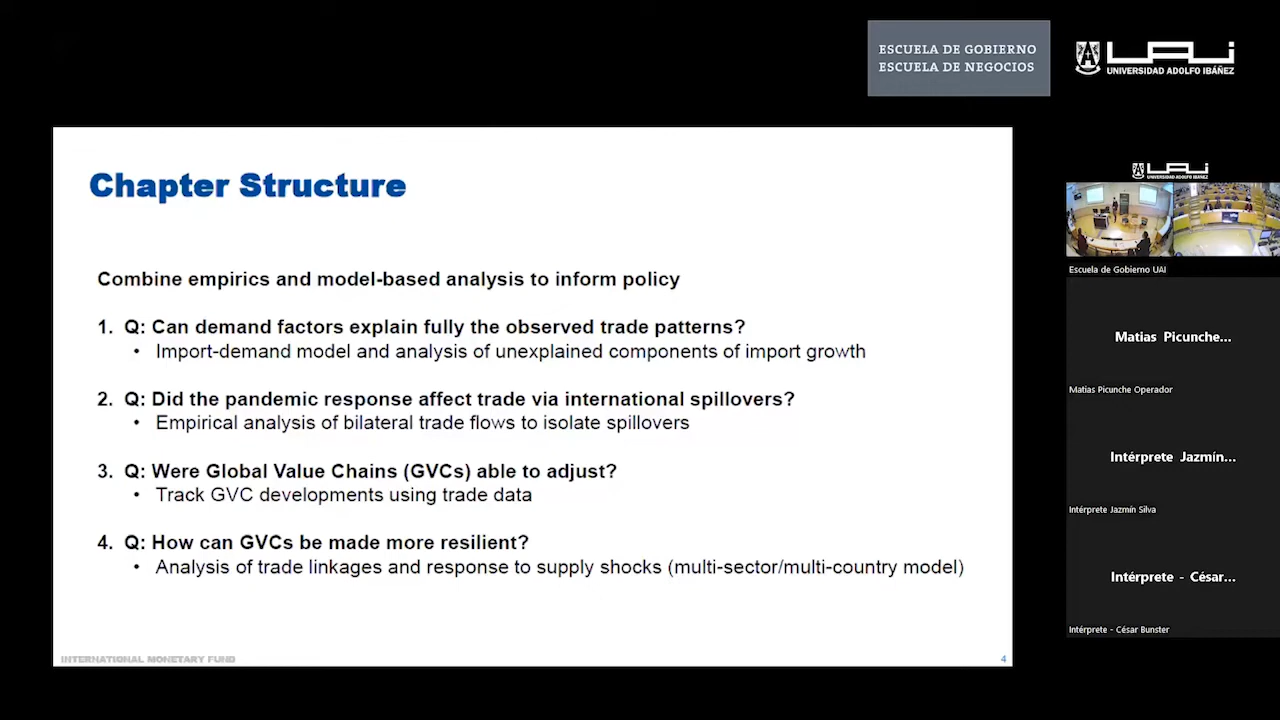 ESCUELA DE GOBIERNO
ESCUELA DE NEGOCIOS
UAI
UNIVERSIDAD ADOLFO IBÁÑEZ
Chapter Structure
Combine empirics and model-based analysis to inform policy
1. Q: Can demand factors explain fully the observed trade patterns?
• Import-demand model and analysis of unexplained components of import growth
2. Q: Did the pandemic response affect trade via international spillovers?
• Empirical analysis of bilateral trade flows to isolate spillovers
3. Q: Were Global Value Chains (GVCs) able to adjust?
• Track GVC developments using trade data
4. Q: How can GVCs be made more resilient?
• Analysis of trade linkages and response to supply shocks (multi-sector/multi-country model)
INTERNATIONAL MONETARY FUND
4
UAI
UNIVERSIDAD ADOLFO IBÁÑEZ
Escuela de Gobierno UAI
Matias Picunche...
Matias Picunche Operador
Intérprete Jazmín...
Intérprete Jazmín Silva
Intérprete - César...
Intérprete - César Bunster